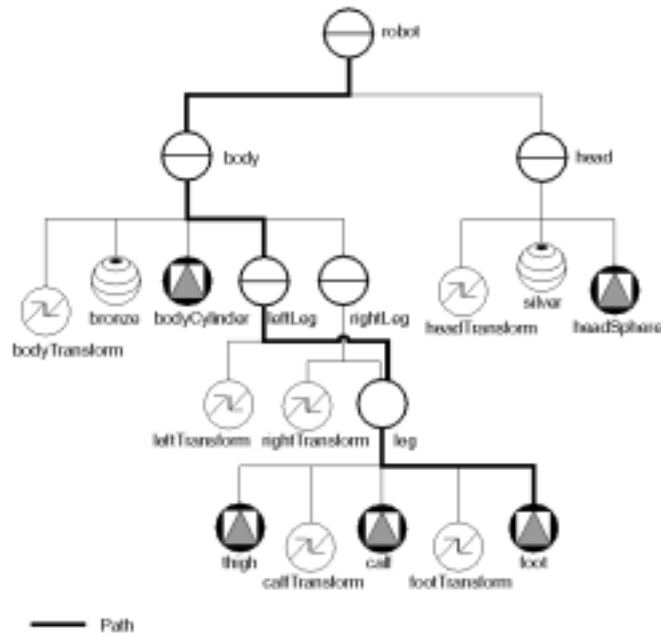 robot
body
head
bronze
bodyCylinder
leftLeg
rightLeg
bodyTransform
headTransform
silver
headSphere
leftTransform
rightTransform
leg
thigh
calfTransform
calf
footTransform
foot
Path